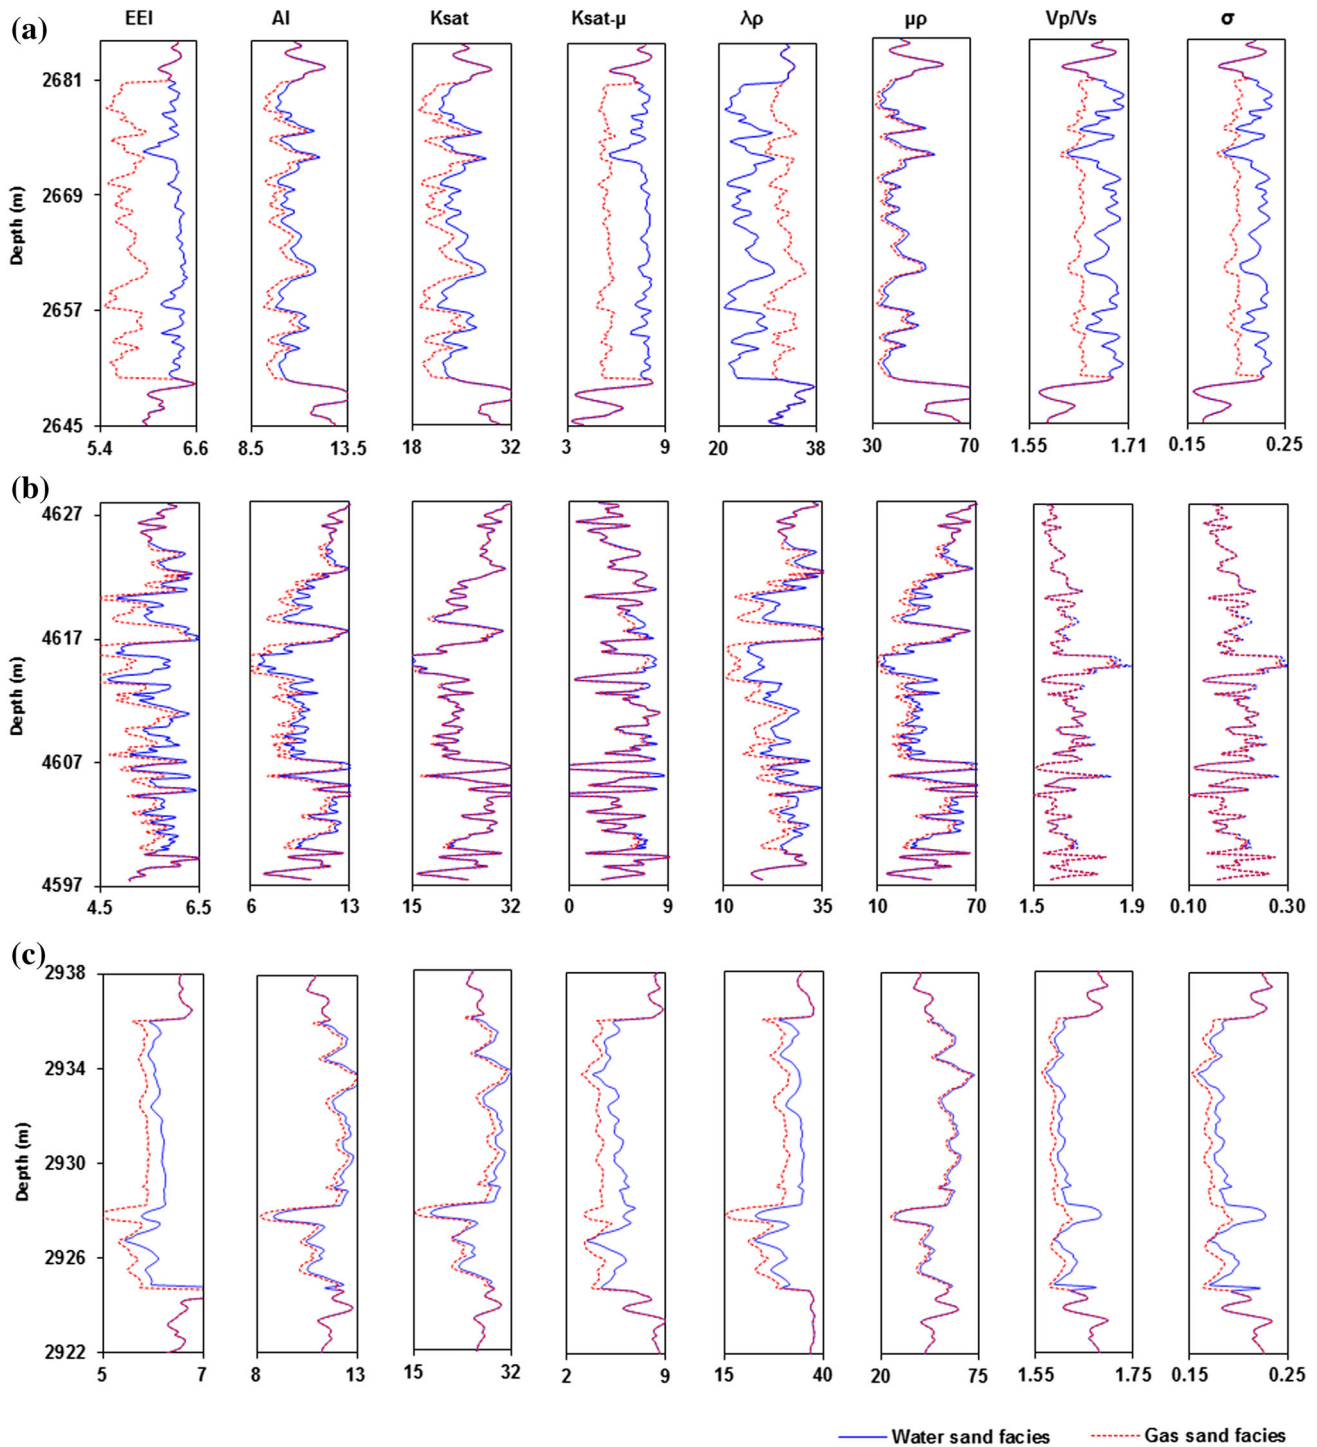 (a) EEI AI Ksat Ksat-μ λρ μρ Vp/Vs σ
Depth (m)
2681
2669
2657
2645
5.4 6.6 8.5 13.5 18 32 3 9 20 38 30 70 1.55 1.71 0.15 0.25
(b)
Depth (m)
4627
4617
4607
4597
4.5 6.5 6 13 15 32 0 9 10 35 10 70 1.5 1.9 0.10 0.30
(c)
Depth (m)
2938
2934
2930
2926
2922
5 7 8 13 15 32 2 9 15 40 20 75 1.55 1.75 0.15 0.25
Water sand facies Gas sand facies